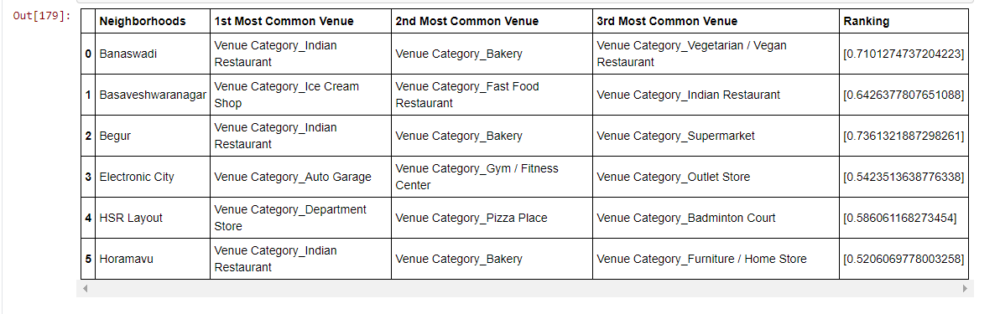 Out[179]:
Neighborhoods 1st Most Common Venue 2nd Most Common Venue 3rd Most Common Venue Ranking
0 Banaswadi Venue Category_Indian Restaurant Venue Category_Bakery Venue Category_Vegetarian / Vegan Restaurant [0.7101274737204223]
1 Basaveshwaranagar Venue Category_Ice Cream Shop Venue Category_Fast Food Restaurant Venue Category_Indian Restaurant [0.6426377807651088]
2 Begur Venue Category_Indian Restaurant Venue Category_Bakery Venue Category_Supermarket [0.7361321887298261]
3 Electronic City Venue Category_Auto Garage Venue Category_Gym / Fitness Center Venue Category_Outlet Store [0.5423513638776338]
4 HSR Layout Venue Category_Department Store Venue Category_Pizza Place Venue Category_Badminton Court [0.586061168273454]
5 Horamavu Venue Category_Indian Restaurant Venue Category_Bakery Venue Category_Furniture / Home Store [0.5206069778003258]